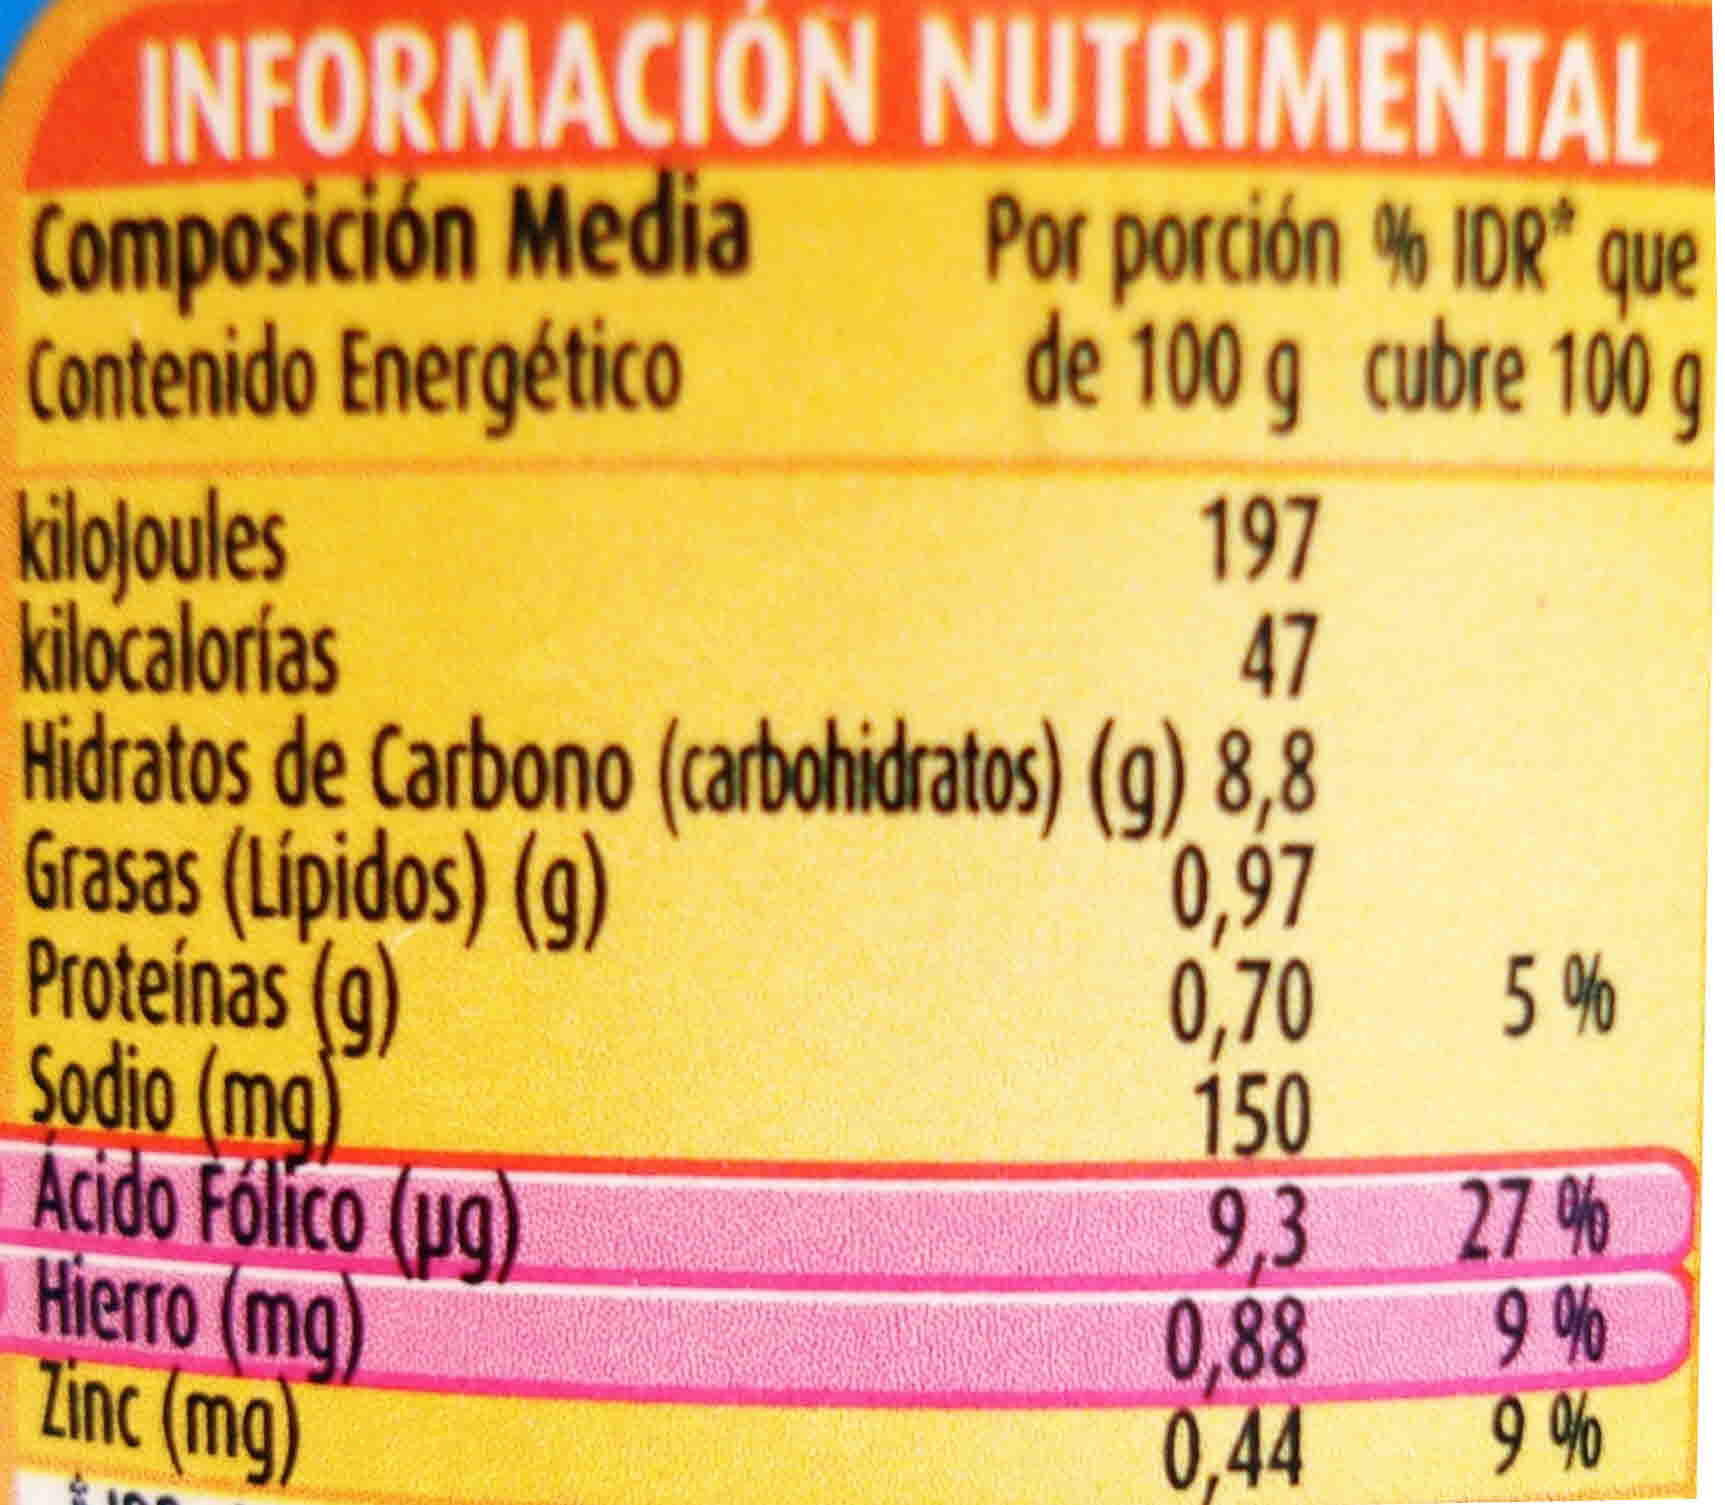 INFORMACIÓN NUTRIMENTAL
Composición Media Por porción % IDR* que
Contenido Energético de 100 g cubre 100 g
kiloJoules 197
kilocalorías 47
Hidratos de Carbono (carbohidratos) (g) 8,8
Grasas (Lípidos) (g) 0,97
Proteínas (g) 0,70 5 %
Sodio (mg) 150
Ácido Fólico (µg) 9,3 27 %
Hierro (mg) 0,88 9 %
Zinc (mg) 0,44 9 %